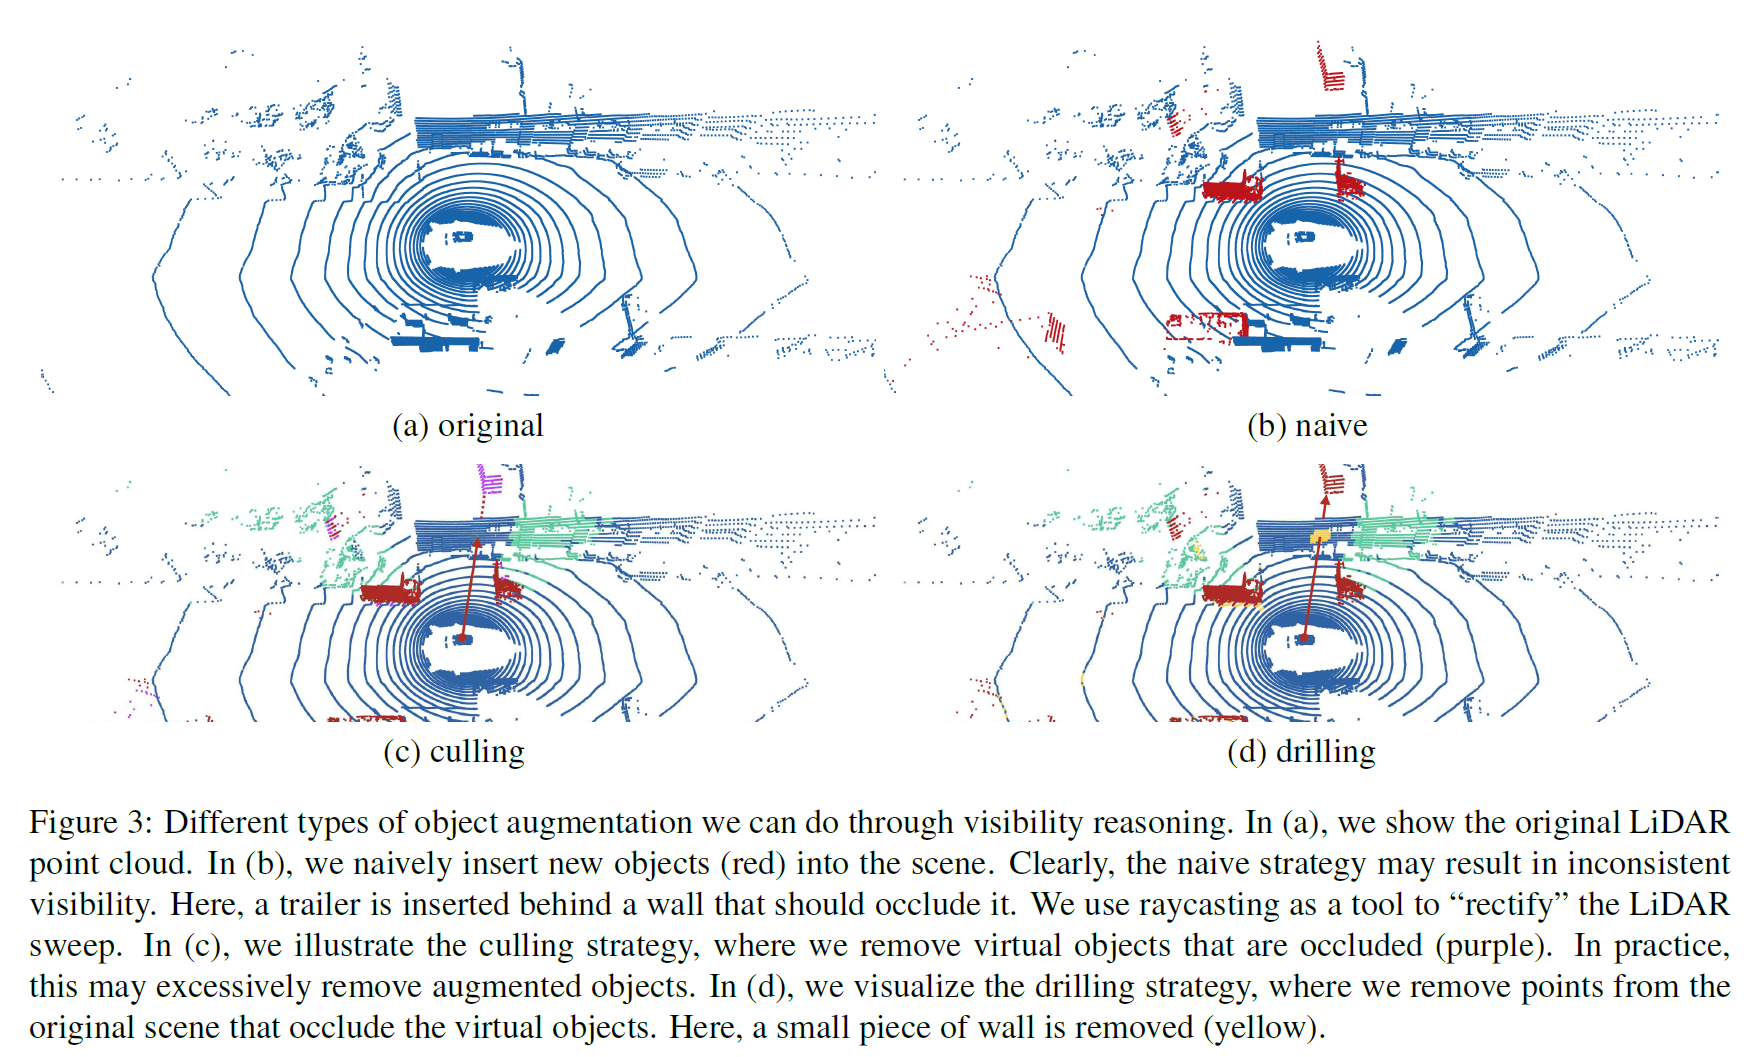 (a) original
(b) naive
(c) culling
(d) drilling
Figure 3: Different types of object augmentation we can do through visibility reasoning. In (a), we show the original LiDAR
point cloud. In (b), we naively insert new objects (red) into the scene. Clearly, the naive strategy may result in inconsistent
visibility. Here, a trailer is inserted behind a wall that should occlude it. We use raycasting as a tool to “rectify” the LiDAR
sweep. In (c), we illustrate the culling strategy, where we remove virtual objects that are occluded (purple). In practice,
this may excessively remove augmented objects. In (d), we visualize the drilling strategy, where we remove points from the
original scene that occlude the virtual objects. Here, a small piece of wall is removed (yellow).